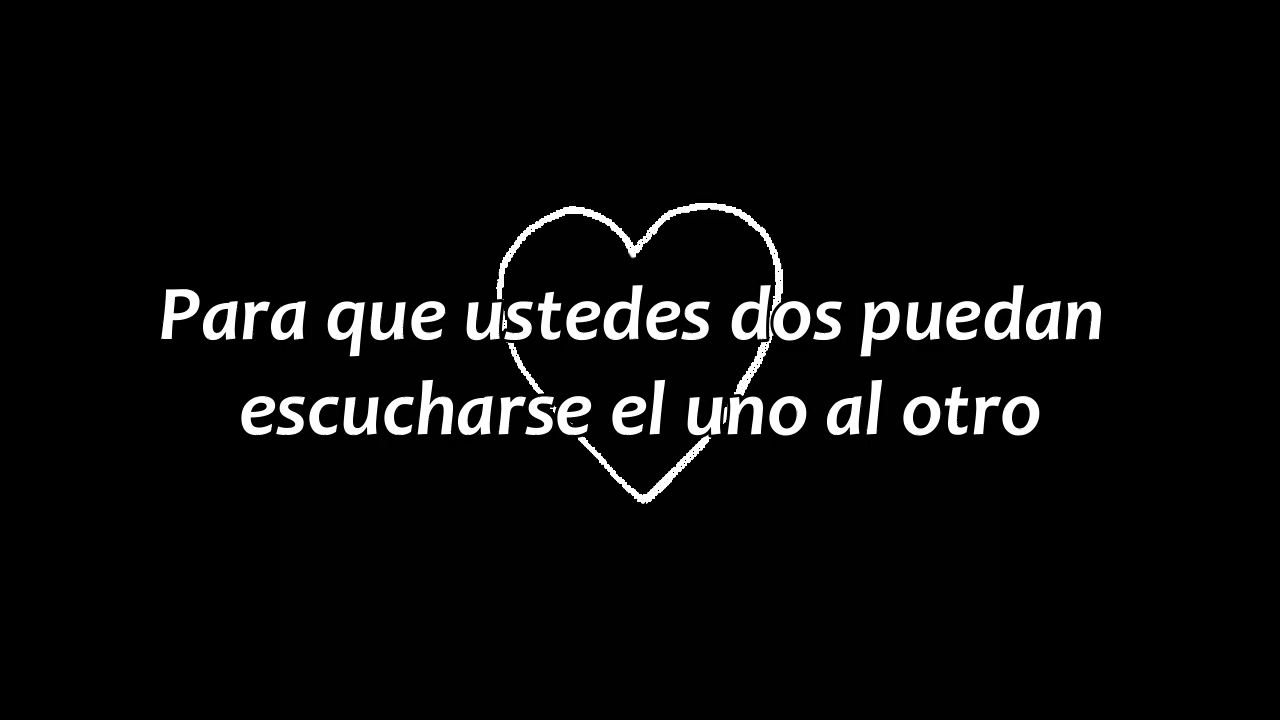 Para que ustedes dos puedan
escucharse el uno al otro